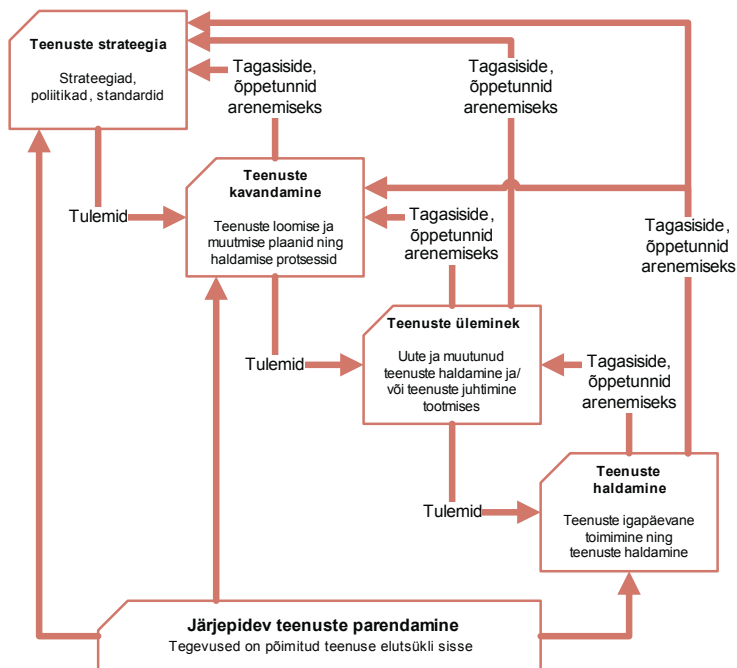 Teenuste strateegia
Strateegiad,
poliitikad, standardid
Tagasiside,
õppetunnid
arenemiseks
Tagasiside,
õppetunnid
arenemiseks
Tulemid
Teenuste
kavandamine
Teenuste loomise ja
muutmise plaanid ning
haldamise protsessid
Tagasiside,
õppetunnid
arenemiseks
Tagasiside,
õppetunnid
arenemiseks
Tulemid
Teenuste üleminek
Uute ja muutunud
teenuste haldamine ja/
või teenuste juhtimine
tootmises
Tagasiside,
õppetunnid
arenemiseks
Tulemid
Teenuste
haldamine
Teenuste igapäevane
toimimine ning
teenuste haldamine
Järjepidev teenuste parendamine
Tegevused on põimitud teenuse elutsükli sisse